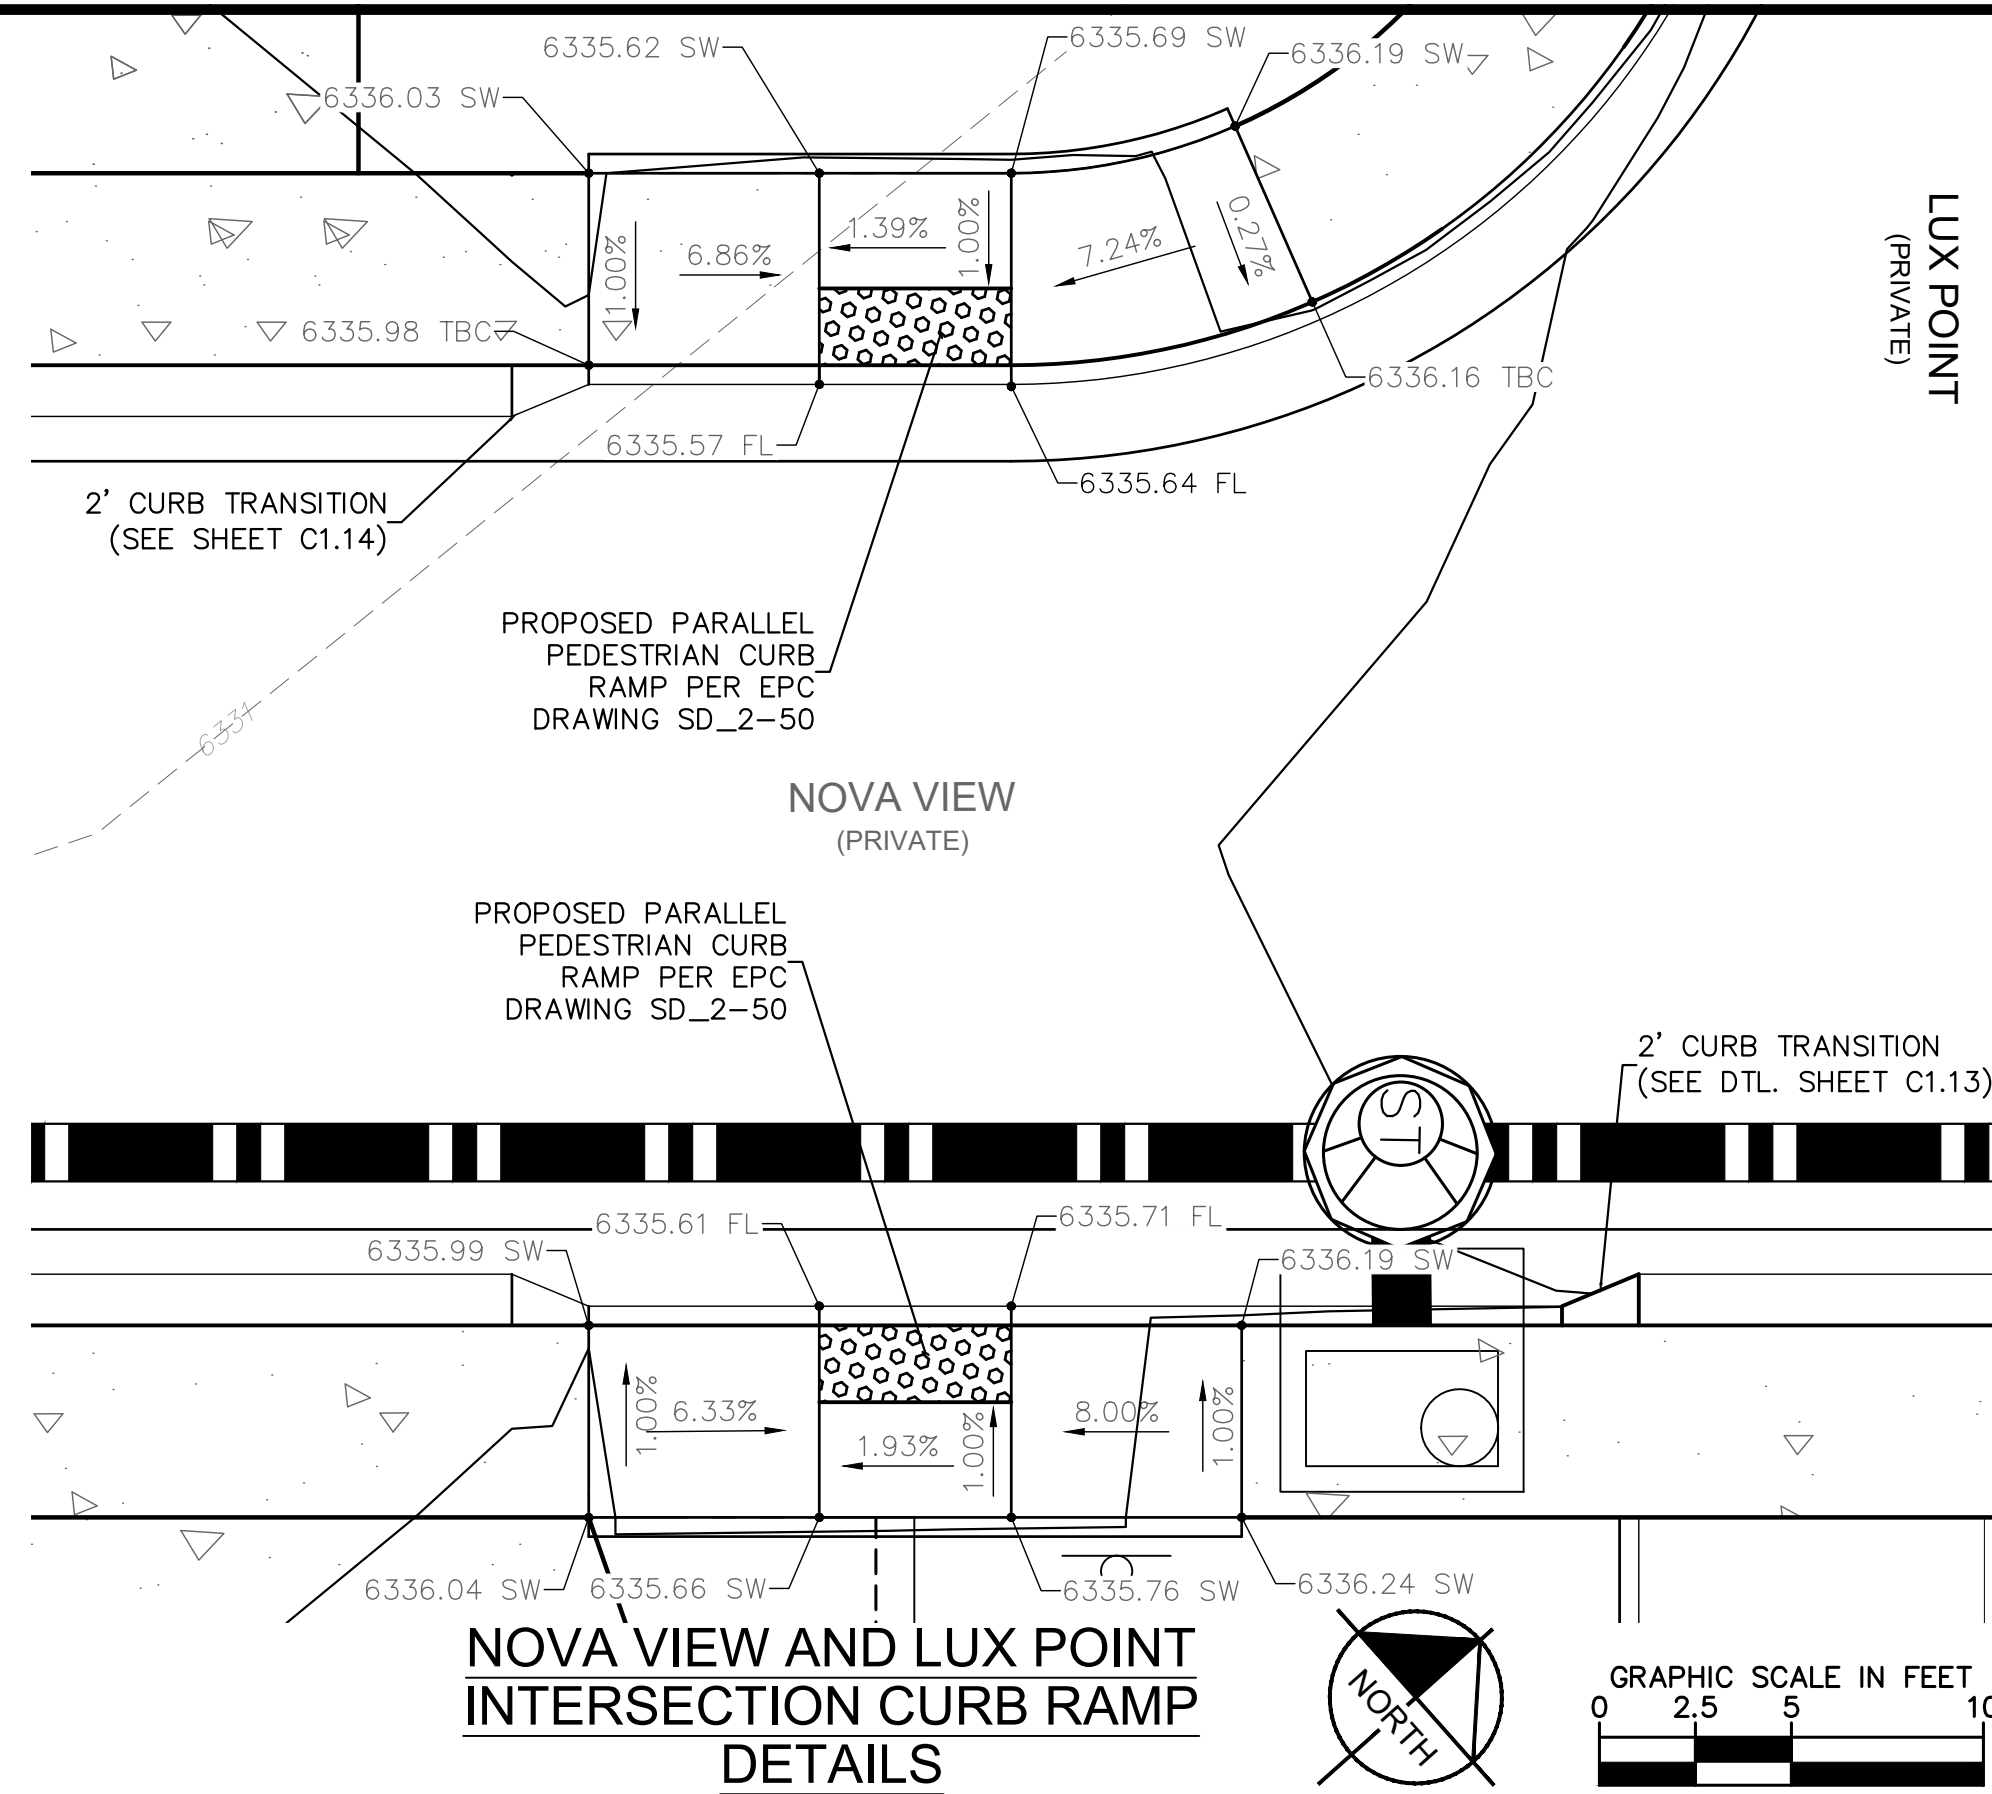 6335.62 SW
6335.69 SW
6336.19 SW
6336.03 SW
LUX POINT
(PRIVATE)
1.00%
6.86%
1.39%
1.00%
7.24%
0.27%
6335.98 TBC
6336.16 TBC
6335.57 FL
6335.64 FL
2' CURB TRANSITION
(SEE SHEET C1.14)
PROPOSED PARALLEL
PEDESTRIAN CURB
RAMP PER EPC
DRAWING SD_2-50
6331
NOVA VIEW
(PRIVATE)
PROPOSED PARALLEL
PEDESTRIAN CURB
RAMP PER EPC
DRAWING SD_2-50
2' CURB TRANSITION
(SEE DTL. SHEET C1.13)
ST
6335.61 FL
6335.71 FL
6335.99 SW
6336.19 SW
1.00%
6.33%
1.93%
1.00%
8.00%
1.00%
6336.04 SW
6335.66 SW
6335.76 SW
6336.24 SW
NOVA VIEW AND LUX POINT
INTERSECTION CURB RAMP
DETAILS
NORTH
GRAPHIC SCALE IN FEET
0 2.5 5 10